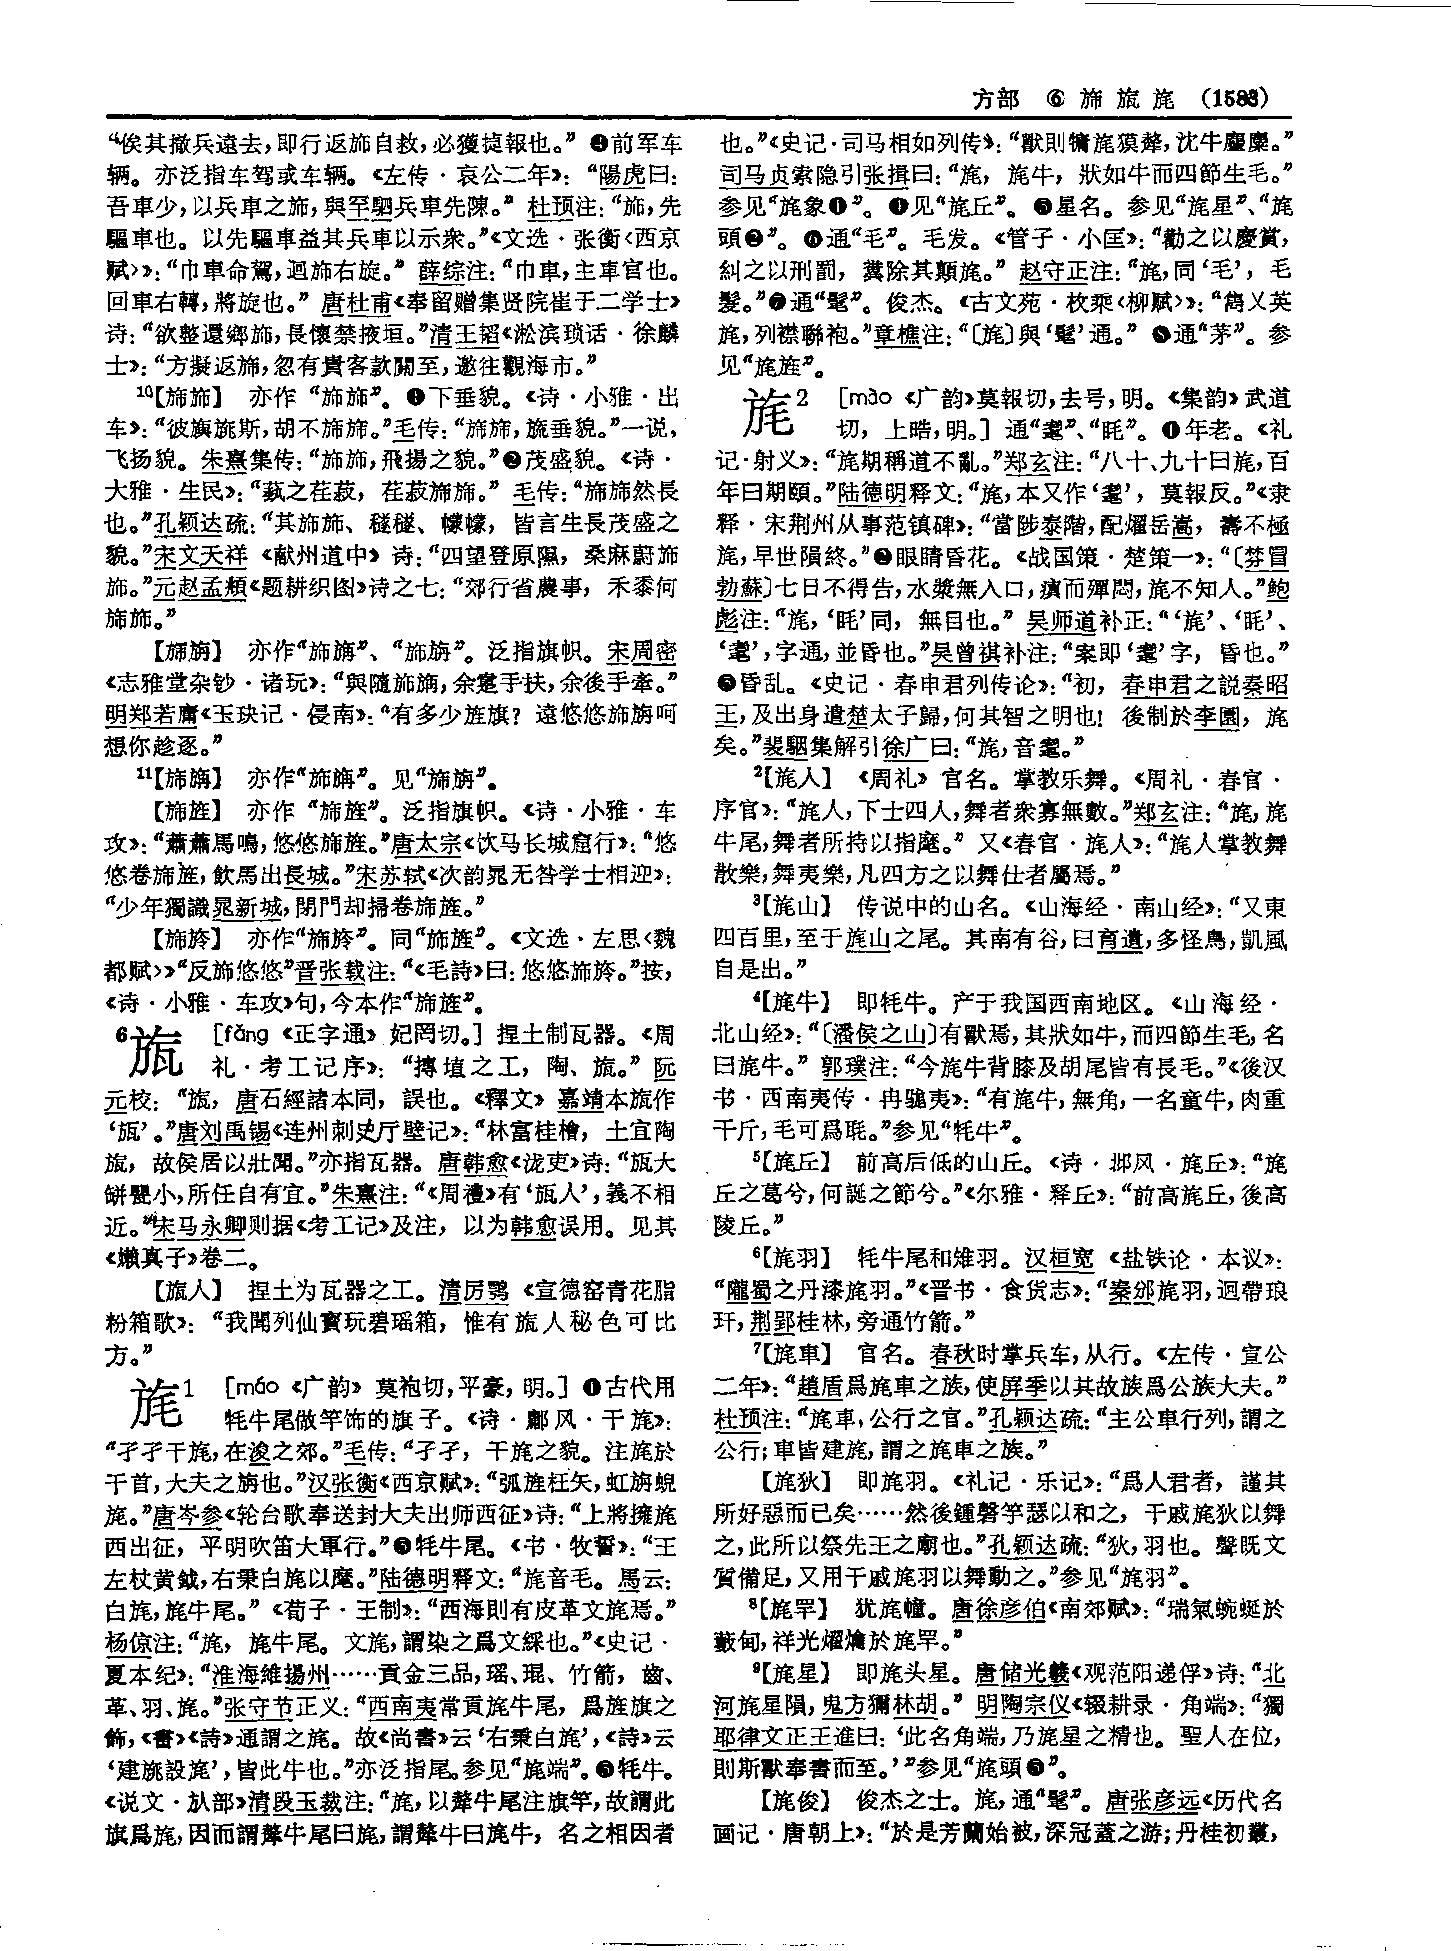 方部 ⑥ 斾旊旄 (1583)
“俟其撤兵遠去，即行返斾自救，必獲捷報也。” ❹前军车
辆。亦泛指车驾或车辆。《左传·哀公二年》：“陽虎曰：
吾車少，以兵車之斾，與罕駟兵車先陳。” 杜预注：“斾，先
驅車也。以先驅車益其兵車以示衆。”《文选·张衡〈西京
赋〉》：“巾車命駕，迴斾右旋。” 薛综注：“巾車，主車官也。
回車右轉，將旋也。” 唐杜甫《奉留赠集贤院崔于二学士》
诗：“欲整還鄉斾，長懷禁掖垣。”清王韬《淞滨琐话·徐麟
士》：“方擬返斾，忽有貴客款關至，邀往觀海市。”
10【斾斾】 亦作“旆旆”。❶下垂貌。《诗·小雅·出
车》：“彼旟旐斯，胡不旆旆。”毛传：“旆旆，旒垂貌。”一说，
飞扬貌。朱熹集传：“旆旆，飛揚之貌。”❷茂盛貌。《诗·
大雅·生民》：“蓺之荏菽，荏菽旆旆。” 毛传：“旆旆然長
也。”孔颖达疏：“其旆旆、穟穟、幪幪，皆言生長茂盛之
貌。”宋文天祥《献州道中》诗：“四望登原隰，桑麻蔚斾
斾。”元赵孟頫《题耕织图》诗之七：“郊行省農事，禾黍何
旆旆。”
【斾旃】 亦作“斾旜”、“旆旃”。泛指旗帜。宋周密
《志雅堂杂钞·诸玩》：“與隨斾旃，余蹇手扶，余後手牽。”
明郑若庸《玉玦记·侵南》：“有多少旌旗？遠悠悠斾旃呵
想你趁逐。”
11【斾旜】 亦作“旆旜”。见“斾旃”。
【斾旌】 亦作“旆旌”。泛指旗帜。《诗·小雅·车
攻》：“蕭蕭馬鳴，悠悠旆旌。”唐太宗《饮马长城窟行》：“悠
悠卷斾旌，飲馬出長城。”宋苏轼《次韵晁无咎学士相迎》：
“少年獨識晁新城，閉門却掃卷斾旌。”
【斾旍】 亦作“旆旍”。同“斾旌”。《文选·左思〈魏
都赋〉》“反斾悠悠”晋张载注：“《毛詩》曰：悠悠斾旍。”按，
《诗·小雅·车攻》句，今本作“旆旌”。
6旊 [fǎng 《正字通》妃罔切。] 捏土制瓦器。《周
礼·考工记序》：“摶埴之工，陶、旊。” 阮
元校：“旊，唐石經諸本同，誤也。《釋文》嘉靖本旊作
‘瓬’。”唐刘禹锡《连州刺史厅壁记》：“林富桂檜，土宜陶
旊，故侯居以壯聞。”亦指瓦器。唐韩愈《泷吏》诗：“瓬大
缾甖小，所任自有宜。”朱熹注：“《周禮》有‘瓬人’，義不相
近。”宋马永卿则据《考工记》及注，以为韩愈误用。见其
《嬾真子》卷二。
【旊人】 捏土为瓦器之工。清厉鹗《宣德窑青花脂
粉箱歌》：“我聞列仙寶玩碧瑶箱，惟有旊人秘色可比
方。”
旄1 [máo 《广韵》莫袍切，平豪，明。] ❶古代用
牦牛尾做竿饰的旗子。《诗·鄘风·干旄》：
“孑孑干旄，在浚之郊。”毛传：“孑孑，干旄之貌。注旄於
干首，大夫之旃也。”汉张衡《西京赋》：“弧旌枉矢，虹旃蜺
旄。”唐岑参《轮台歌奉送封大夫出师西征》诗：“上將擁旄
西出征，平明吹笛大軍行。”❷牦牛尾。《书·牧誓》：“王
左杖黄鉞，右秉白旄以麾。”陆德明释文：“旄音毛。馬云：
白旄，旄牛尾。”《荀子·王制》：“西海則有皮革文旄焉。”
杨倞注：“旄，旄牛尾。文旄，謂染之爲文綵也。”《史记·
夏本纪》：“淮海維揚州……貢金三品，瑶、琨、竹箭，齒、
革、羽、旄。”张守节正义：“西南夷常貢旄牛尾，爲旌旗之
飾，《書》《詩》通謂之旄。故《尚書》云‘右秉白旄’，《詩》云
‘建旐設旄’，皆此牛也。”亦泛指尾。参见“旄端”。❸牦牛。
《说文·㫃部》清段玉裁注：“旄，以犛牛尾注旗竿，故謂此
旗爲旄，因而謂犛牛尾曰旄，謂犛牛曰旄牛，名之相因者
也。”《史记·司马相如列传》：“獸則㺎旄獏犛，沈牛麈麋。”
司马贞索隐引张揖曰：“旄，旄牛，狀如牛而四節生毛。”
参见“旄象❶”。❹见“旄丘”。❺星名。参见“旄星”、“旄
頭❷”。❻通“毛”。毛发。《管子·小匡》：“勸之以慶賞，
糾之以刑罰，糞除其顛旄。” 赵守正注：“旄，同‘毛’，毛
髮。”❼通“髦”。俊杰。《古文苑·枚乘〈柳赋〉》：“儁乂英
旄，列襟聯袍。”章樵注：“〔旄〕與‘髦’通。” ❽通“茅”。参
见“旄旌”。
旄2 [mào 《广韵》莫報切，去号，明。《集韵》武道
切，上皓，明。] 通“耄”、“眊”。❶年老。《礼
记·射义》：“旄期稱道不亂。”郑玄注：“八十、九十曰旄，百
年曰期頤。”陆德明释文：“旄，本又作‘耄’，莫報反。”《隶
释·宋荆州从事范镇碑》：“當陟泰階，配燿岳嵩，壽不極
旄，早世隕終。”❷眼睛昏花。《战国策·楚策一》：“〔棼冒
勃蘇〕七日不得告，水漿無入口，瘨而殫悶，旄不知人。”鲍
彪注：“旄，‘眊’同，無目也。” 吴师道补正：“‘旄’、‘眊’、
‘耄’，字通，並昏也。”吴曾祺补注：“案即‘耄’字，昏也。”
❸昏乱。《史记·春申君列传论》：“初，春申君之説秦昭
王，及出身遣楚太子歸，何其智之明也！後制於李園，旄
矣。”裴駰集解引徐广曰：“旄，音耄。”
2【旄人】 《周礼》官名。掌教乐舞。《周礼·春官·
序官》：“旄人，下士四人，舞者衆寡無數。”郑玄注：“旄，旄
牛尾，舞者所持以指麾。” 又《春官·旄人》：“旄人掌教舞
散樂，舞夷樂，凡四方之以舞仕者屬焉。”
3【旄山】 传说中的山名。《山海经·南山经》：“又東
四百里，至于旄山之尾。其南有谷，曰育遺，多怪鳥，凱風
自是出。”
4【旄牛】 即牦牛。产于我国西南地区。《山海经·
北山经》：“〔潘侯之山〕有獸焉，其狀如牛，而四節生毛，名
曰旄牛。” 郭璞注：“今旄牛背膝及胡尾皆有長毛。”《後汉
书·西南夷传·冉駹夷》：“有旄牛，無角，一名童牛，肉重
千斤，毛可爲毦。”参见“牦牛”。
5【旄丘】 前高后低的山丘。《诗·邶风·旄丘》：“旄
丘之葛兮，何誕之節兮。”《尔雅·释丘》：“前高旄丘，後高
陵丘。”
6【旄羽】 牦牛尾和雉羽。汉桓宽《盐铁论·本议》：
“隴蜀之丹漆旄羽。”《晋书·食货志》：“秦邠旄羽，迥帶琅
玕，荆郢桂林，旁通竹箭。”
7【旄車】 官名。春秋时掌兵车，从行。《左传·宣公
二年》：“趙盾爲旄車之族，使屏季以其故族爲公族大夫。”
杜预注：“旄車，公行之官。”孔颖达疏：“主公車行列，謂之
公行；車皆建旄，謂之旄車之族。”
【旄狄】 即旄羽。《礼记·乐记》：“爲人君者，謹其
所好惡而已矣……然後鍾磬竽瑟以和之，干戚旄狄以舞
之，此所以祭先王之廟也。”孔颖达疏：“狄，羽也。聲既文
質備足，又用干戚旄羽以舞動之。”参见“旄羽”。
8【旄罕】 犹旄幢。唐徐彦伯《南郊赋》：“瑞氣蜿蜒於
藪甸，祥光燿爚於旄罕。”
9【旄星】 即旄头星。唐储光羲《观范阳递俘》诗：“北
河旄星隕，鬼方獮林胡。” 明陶宗仪《辍耕录·角端》：“獨
耶律文正王進曰：‘此名角端，乃旄星之精也。聖人在位，
則斯獸奉書而至。’”参见“旄頭❸”。
【旄俊】 俊杰之士。旄，通“髦”。唐张彦远《历代名
画记·唐朝上》：“於是芳蘭始被，深冠蓋之游；丹桂初叢，